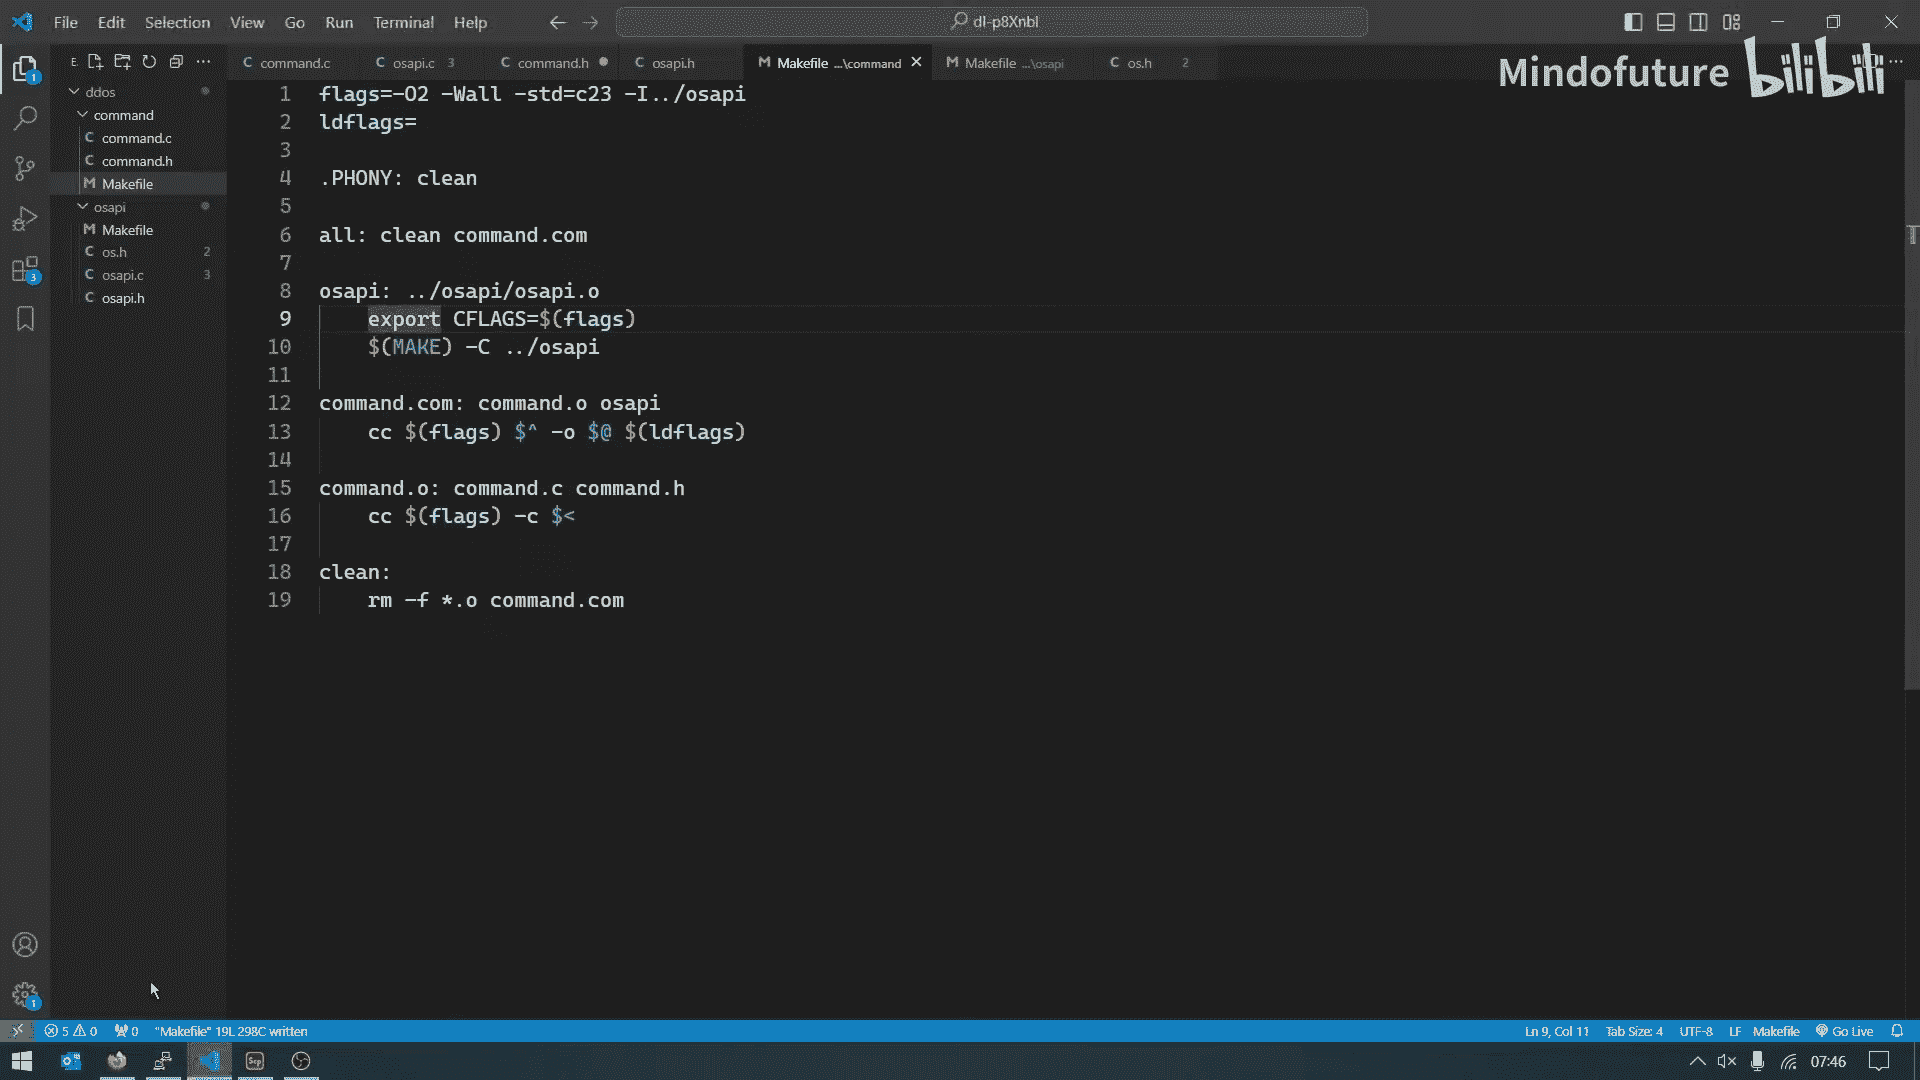 File Edit Selection View Go Run Terminal Help
dl-p8Xnbl
Mindofuture bilibili
E.
command.c
osapi.c 3
command.h
osapi.h
Makefile ...\command
Makefile ...\osapi
os.h 2
ddos
command
command.c
command.h
Makefile
osapi
Makefile
os.h 2
osapi.c 3
osapi.h
1 flags=-O2 -Wall -std=c23 -I../osapi
2 ldflags=
3
4 .PHONY: clean
5
6 all: clean command.com
7
8 osapi: ../osapi/osapi.o
9 export CFLAGS=$(flags)
10 $(MAKE) -C ../osapi
11
12 command.com: command.o osapi
13 cc $(flags) $^ -o $@ $(ldflags)
14
15 command.o: command.c command.h
16 cc $(flags) -c $<
17
18 clean:
19 rm -f *.o command.com
1
3
1
5 0 0 "Makefile" 19L 298C written
Ln 9, Col 11 Tab Size: 4 UTF-8 LF Makefile Go Live
07:46